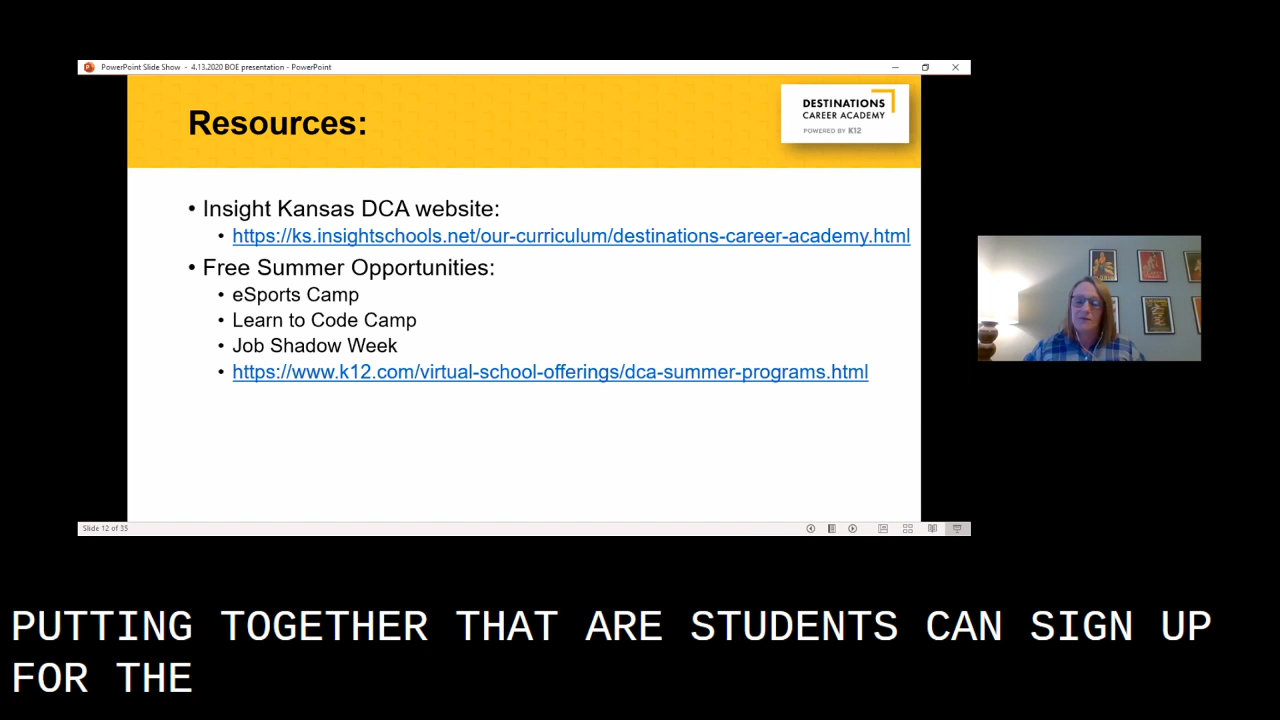 PowerPoint Slide Show - 4.13.2020 BOE presentation - PowerPoint
Resources:
DESTINATIONS
CAREER ACADEMY
POWERED BY K12
• Insight Kansas DCA website:
• https://ks.insightschools.net/our-curriculum/destinations-career-academy.html
• Free Summer Opportunities:
• eSports Camp
• Learn to Code Camp
• Job Shadow Week
• https://www.k12.com/virtual-school-offerings/dca-summer-programs.html
Slide 12 of 35
PUTTING TOGETHER THAT ARE STUDENTS CAN SIGN UP
FOR THE